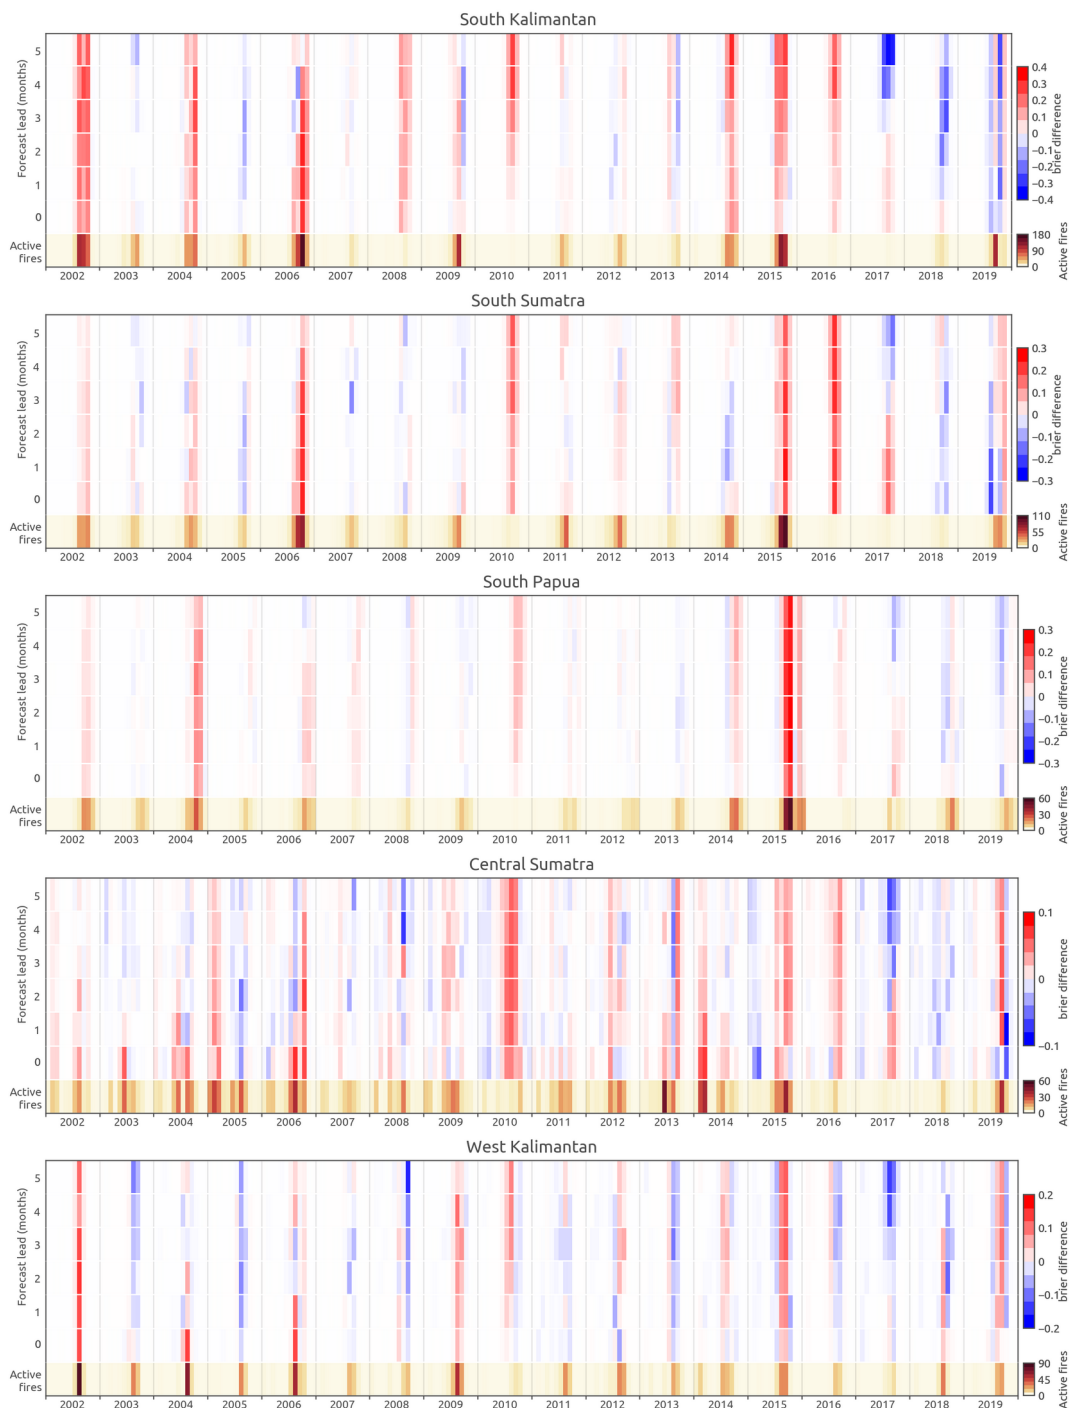 South Kalimantan
Forecast lead (months)
5
4
3
2
1
0
Active
fires
2002 2003 2004 2005 2006 2007 2008 2009 2010 2011 2012 2013 2014 2015 2016 2017 2018 2019
0.4
0.3
0.2
0.1
0
−0.1
−0.2
−0.3
−0.4
brier difference
180
90
0
Active fires
South Sumatra
Forecast lead (months)
5
4
3
2
1
0
Active
fires
2002 2003 2004 2005 2006 2007 2008 2009 2010 2011 2012 2013 2014 2015 2016 2017 2018 2019
0.3
0.2
0.1
0
−0.1
−0.2
−0.3
brier difference
110
55
0
Active fires
South Papua
Forecast lead (months)
5
4
3
2
1
0
Active
fires
2002 2003 2004 2005 2006 2007 2008 2009 2010 2011 2012 2013 2014 2015 2016 2017 2018 2019
0.3
0.2
0.1
0
−0.1
−0.2
−0.3
brier difference
60
30
0
Active fires
Central Sumatra
Forecast lead (months)
5
4
3
2
1
0
Active
fires
2002 2003 2004 2005 2006 2007 2008 2009 2010 2011 2012 2013 2014 2015 2016 2017 2018 2019
0.1
0
−0.1
brier difference
60
30
0
Active fires
West Kalimantan
Forecast lead (months)
5
4
3
2
1
0
Active
fires
2002 2003 2004 2005 2006 2007 2008 2009 2010 2011 2012 2013 2014 2015 2016 2017 2018 2019
0.2
0.1
0
−0.1
−0.2
brier difference
90
45
0
Active fires